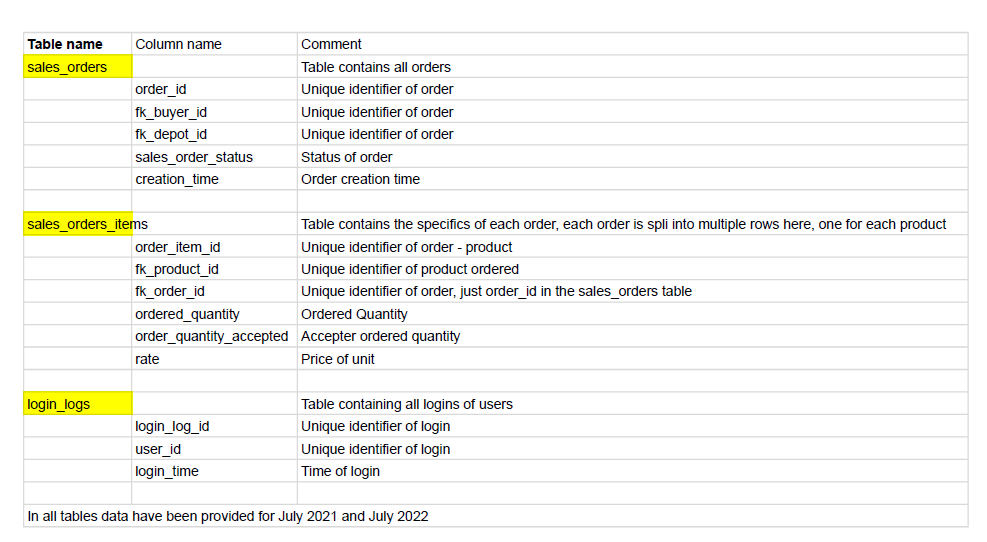 Table name Column name Comment
sales_orders Table contains all orders
order_id Unique identifier of order
fk_buyer_id Unique identifier of order
fk_depot_id Unique identifier of order
sales_order_status Status of order
creation_time Order creation time
sales_orders_items Table contains the specifics of each order, each order is spli into multiple rows here, one for each product
order_item_id Unique identifier of order - product
fk_product_id Unique identifier of product ordered
fk_order_id Unique identifier of order, just order_id in the sales_orders table
ordered_quantity Ordered Quantity
order_quantity_accepted Accepter ordered quantity
rate Price of unit
login_logs Table containing all logins of users
login_log_id Unique identifier of login
user_id Unique identifier of login
login_time Time of login
In all tables data have been provided for July 2021 and July 2022